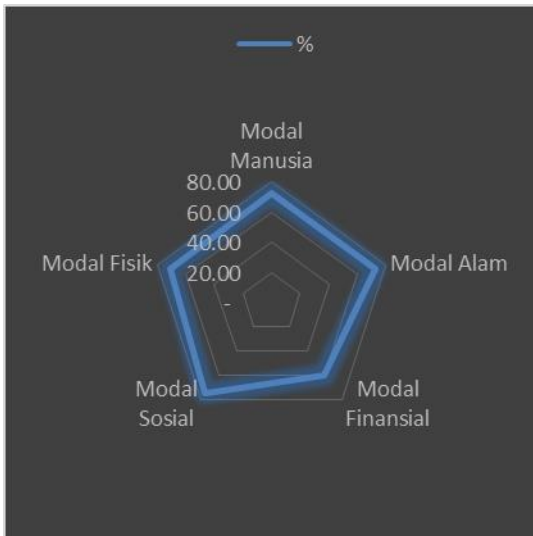 %
Modal
Manusia
80.00
60.00
40.00
20.00
-
Modal Alam
Modal
Finansial
Modal
Sosial
Modal Fisik